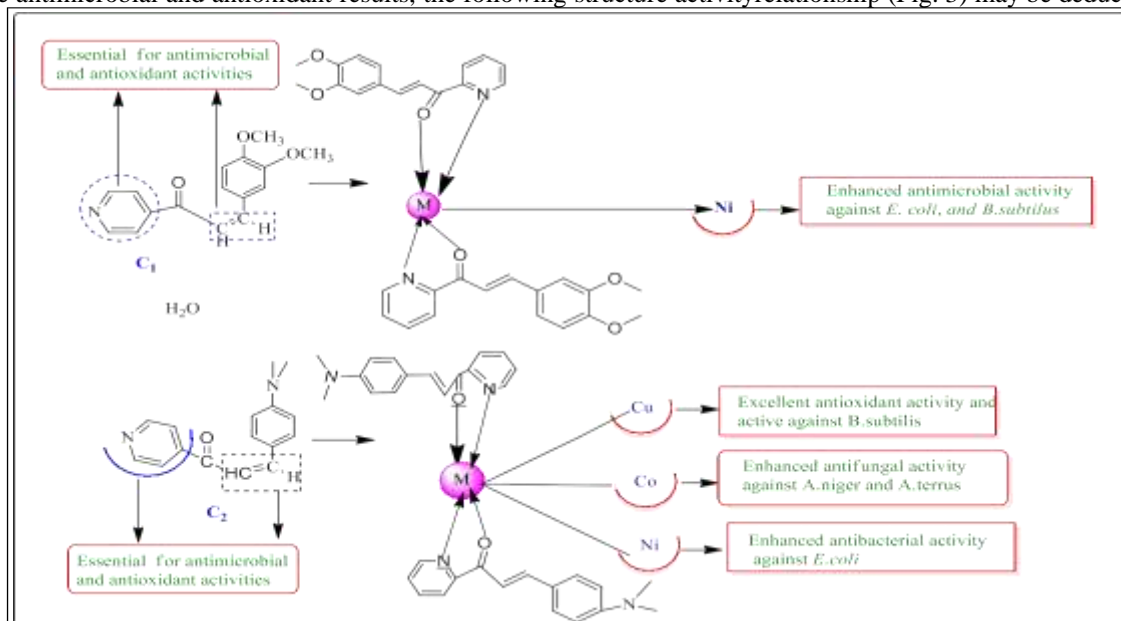 antimicrobial and antioxidant results, the following structure activityrelationship (Fig. 3) may be deduc
Essential for antimicrobial
and antioxidant activities
O
O
O
N
OCH3
OCH3
O
N
C
H
C
H
C1
H2O
M
Ni
Enhanced antimicrobial activity
against E. coli, and B.subtilus
N
O
O
O
N
O
N
N
N
O
C
HC=C
H
C2
Essential for antimicrobial
and antioxidant activities
M
Cu
Excellent antioxidant activity and
active against B.subtilis
Co
Enhanced antifungal activity
against A.niger and A.terrus
Ni
Enhanced antibacterial activity
against E.coli
N
O
N